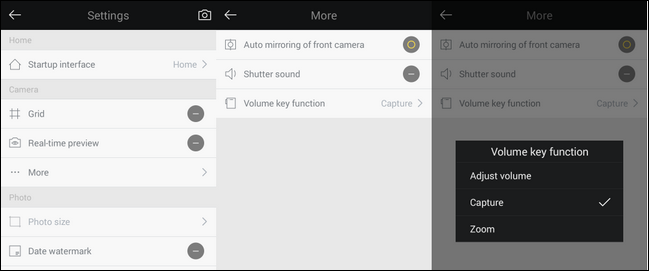 Settings
Home
Startup interface
Home
Camera
Grid
Real-time preview
More
Photo
Photo size
Date watermark
More
Auto mirroring of front camera
Shutter sound
Volume key function
Capture
More
Auto mirroring of front camera
Shutter sound
Volume key function
Capture
Volume key function
Adjust volume
Capture
Zoom